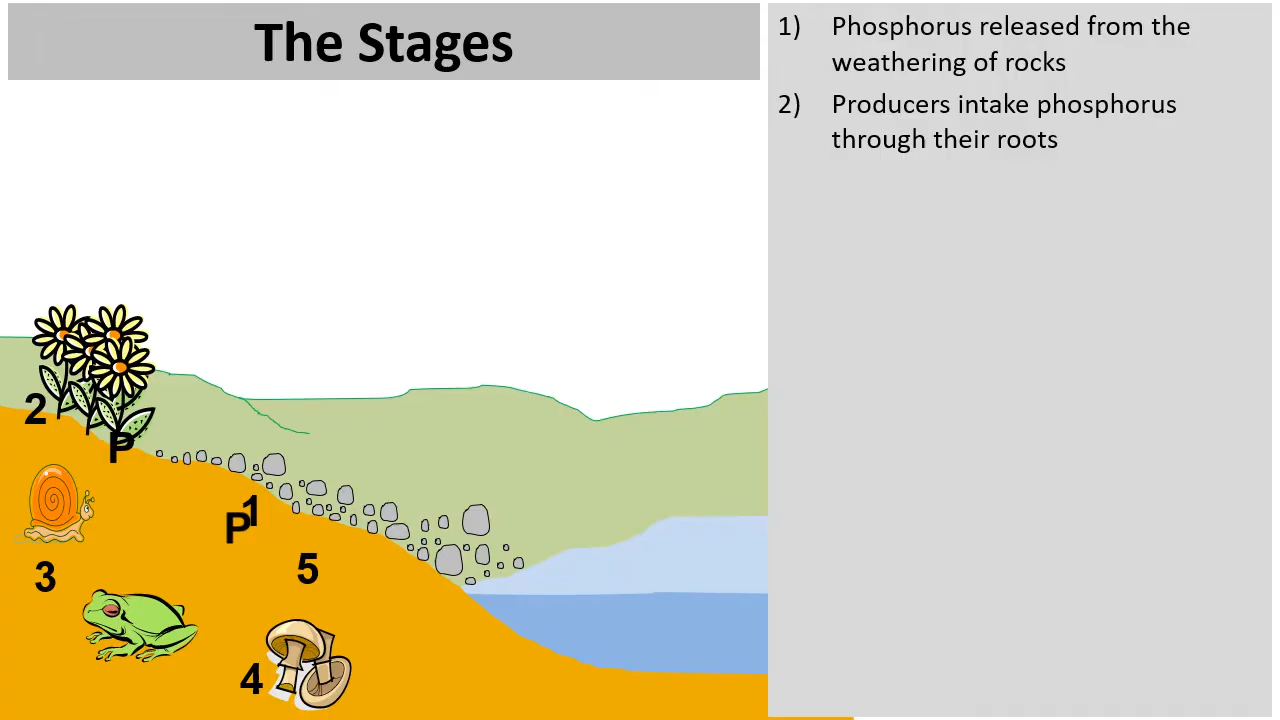 The Stages
1) Phosphorus released from the
weathering of rocks
2) Producers intake phosphorus
through their roots
2
P
1
P
5
3
4